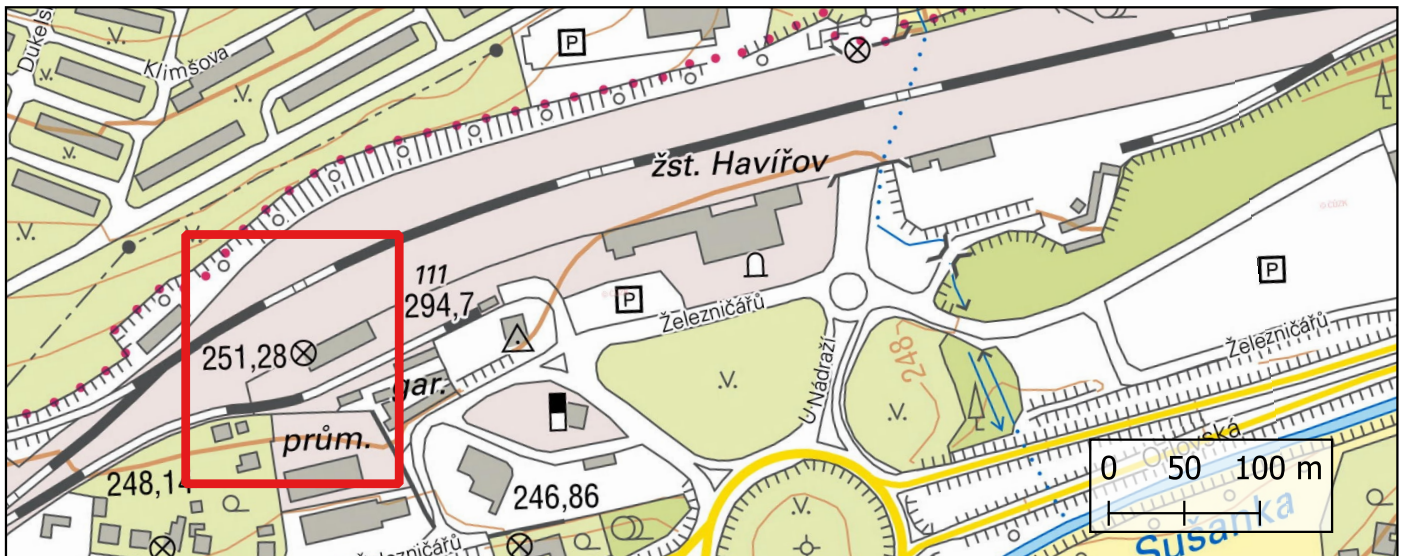 Dukels
Klimšova
P
žst. Havířov
111
294,7
P
Železničářů
P
251,28
gar.
U Nádraží
248
Železničářů
prům.
248,14
246,86
Orlovská
0 50 100 m
Sušanka
Železničářů